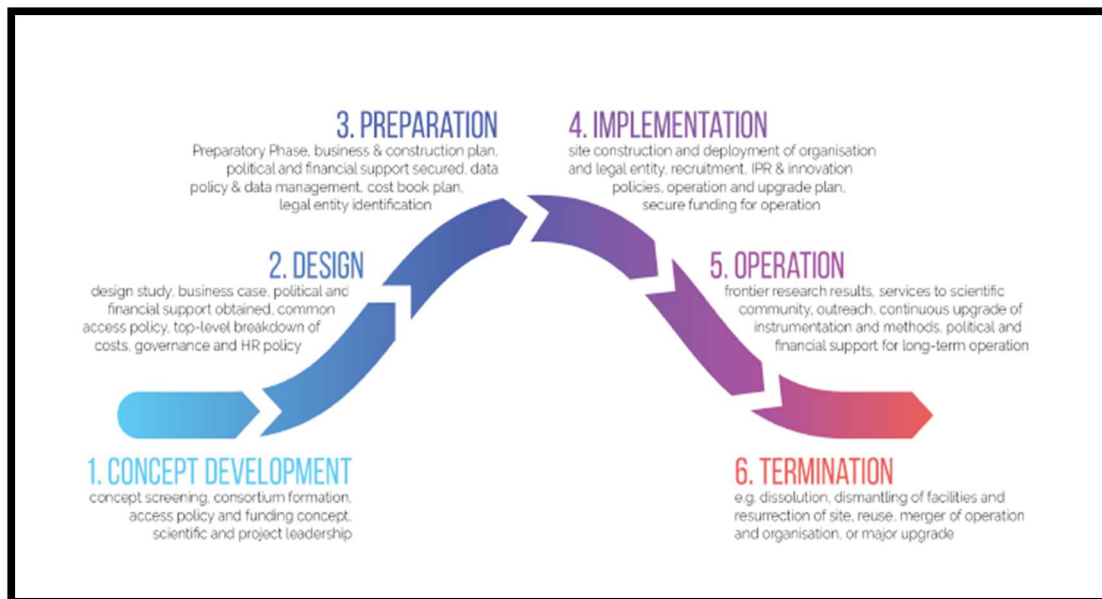 3. PREPARATION
Preparatory Phase, business & construction plan,
political and financial support secured, data
policy & data management, cost book plan,
legal entity identification
4. IMPLEMENTATION
site construction and deployment of organisation
and legal entity, recruitment, IPR & innovation
policies, operation and upgrade plan,
secure funding for operation
2. DESIGN
design study, business case, political and
financial support obtained, common
access policy, top-level breakdown of
costs, governance and HR policy
5. OPERATION
frontier research results, services to scientific
community, outreach, continuous upgrade of
instrumentation and methods, political and
financial support for long-term operation
1. CONCEPT DEVELOPMENT
concept screening, consortium formation,
access policy and funding concept,
scientific and project leadership
6. TERMINATION
e.g. dissolution, dismantling of facilities and
resurrection of site, reuse, merger of operation
and organisation, or major upgrade